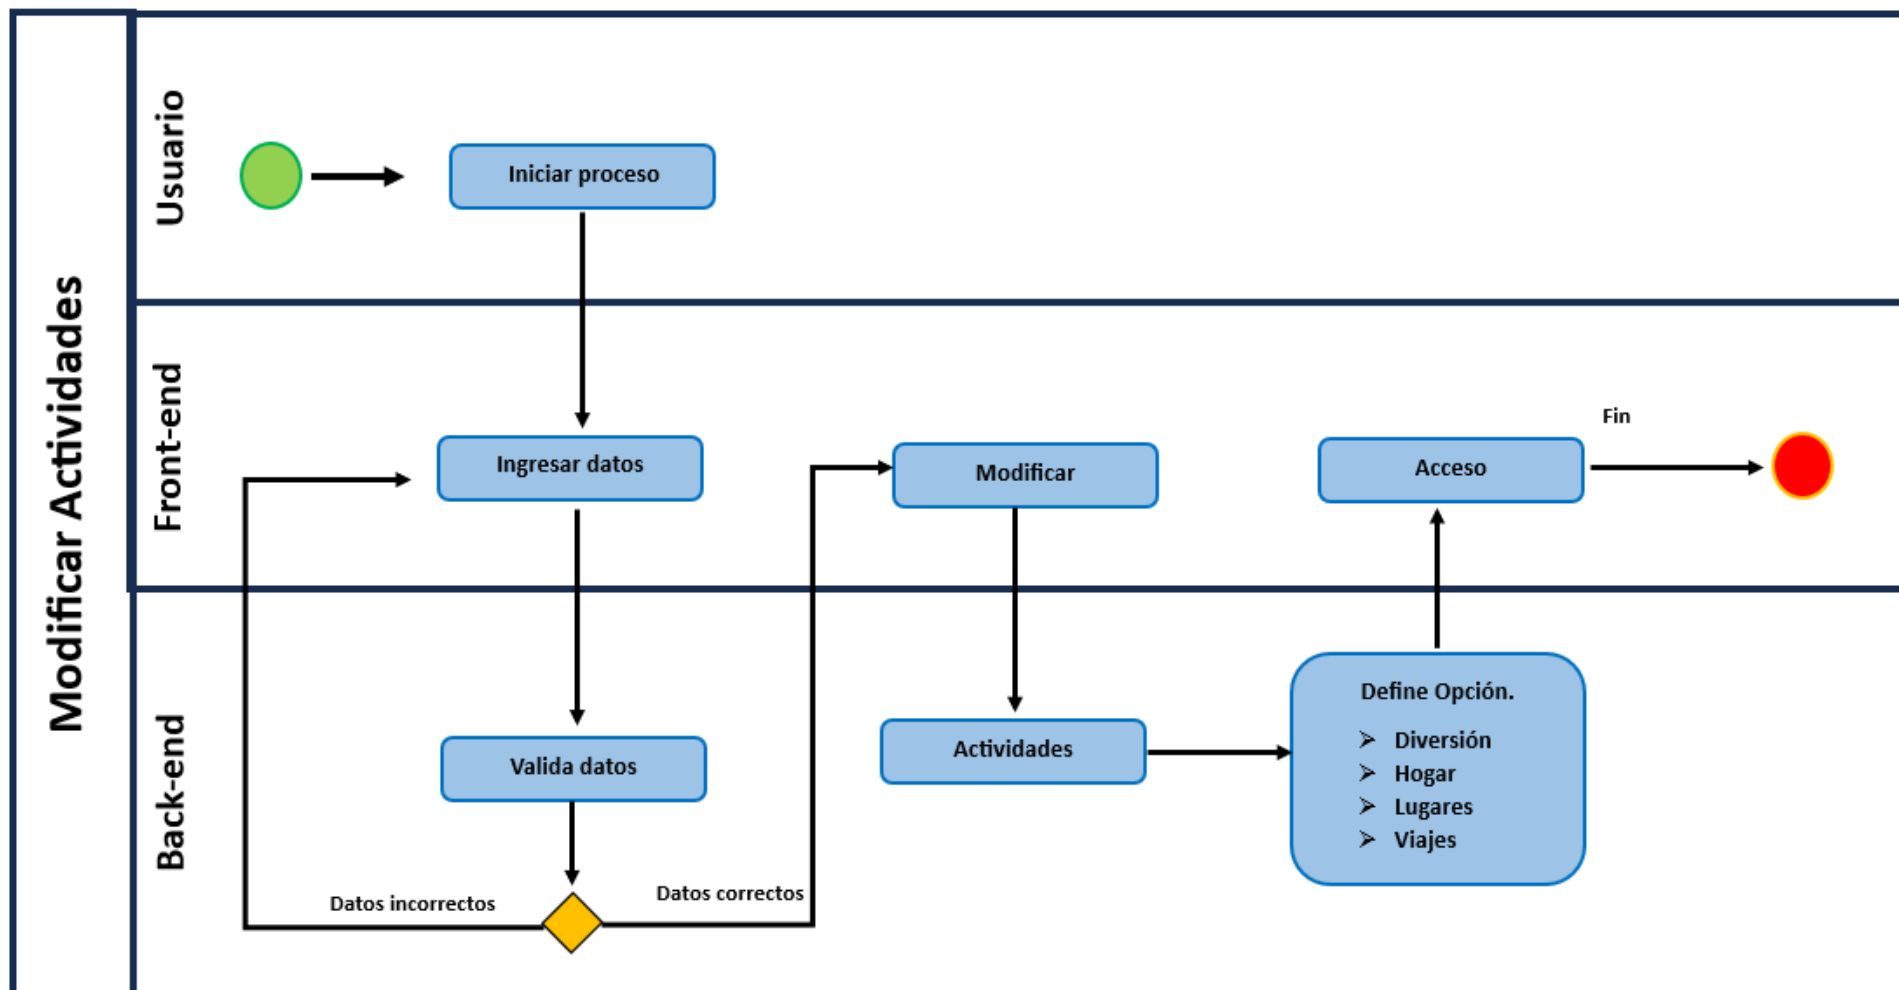 Modificar Actividades
Usuario
Iniciar proceso
Front-end
Ingresar datos
Modificar
Acceso
Fin
Back-end
Valida datos
Datos incorrectos
Datos correctos
Actividades
Define Opción.
➢ Diversión
➢ Hogar
➢ Lugares
➢ Viajes